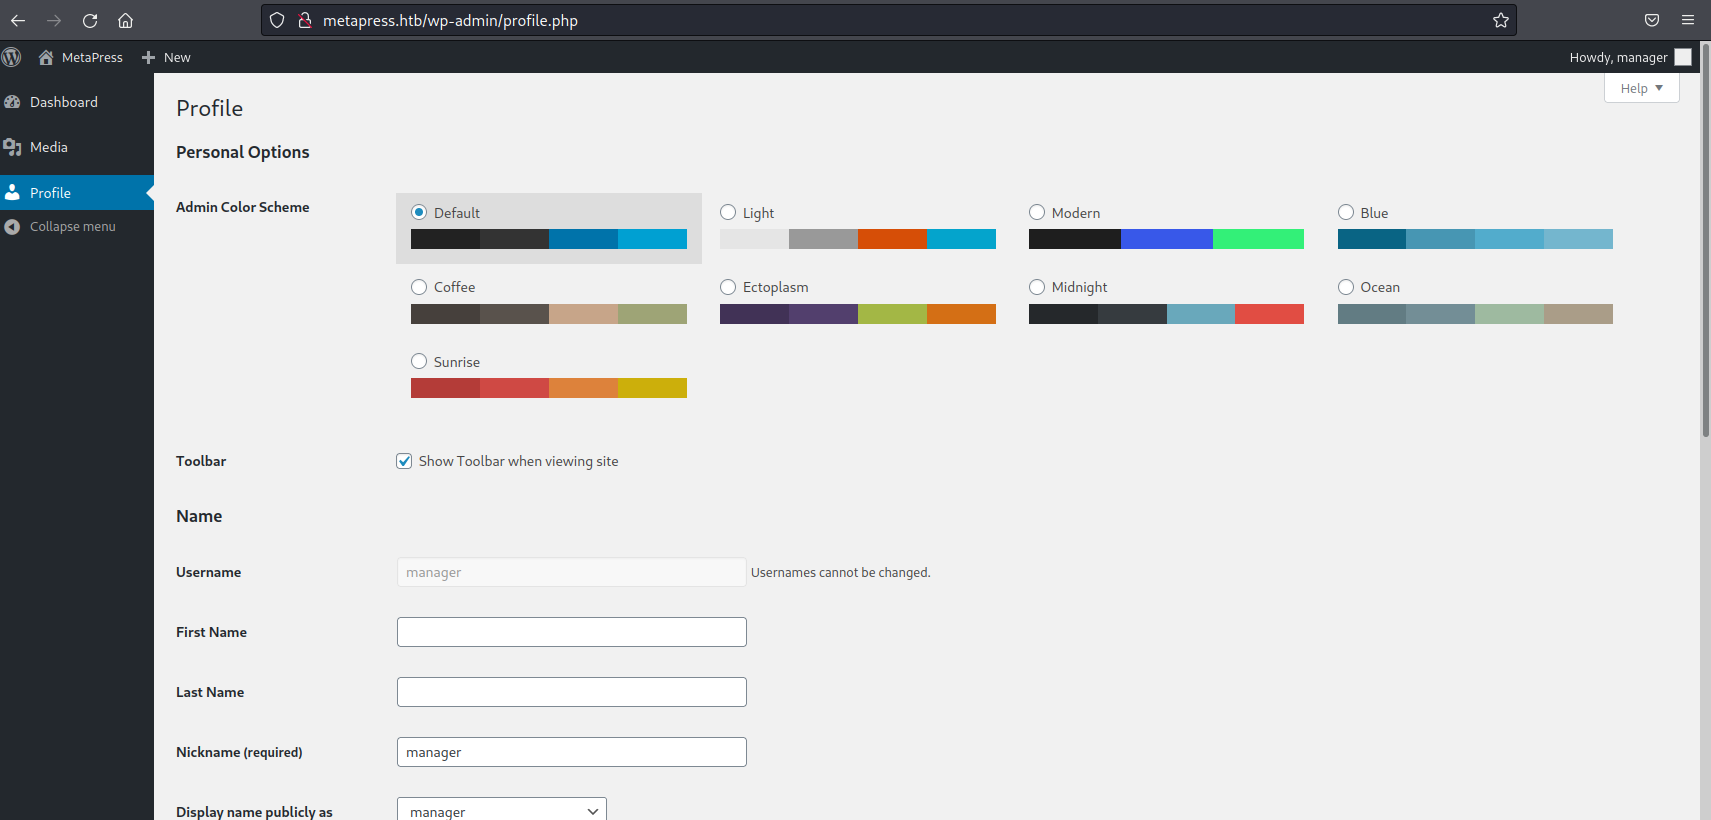 metapress.htb/wp-admin/profile.php
MetaPress New Howdy, manager
Help
Dashboard
Media
Profile
Collapse menu
Profile
Personal Options
Admin Color Scheme
Default Light Modern Blue
Coffee Ectoplasm Midnight Ocean
Sunrise
Toolbar Show Toolbar when viewing site
Name
Username manager Usernames cannot be changed.
First Name
Last Name
Nickname (required) manager
Display name publicly as manager